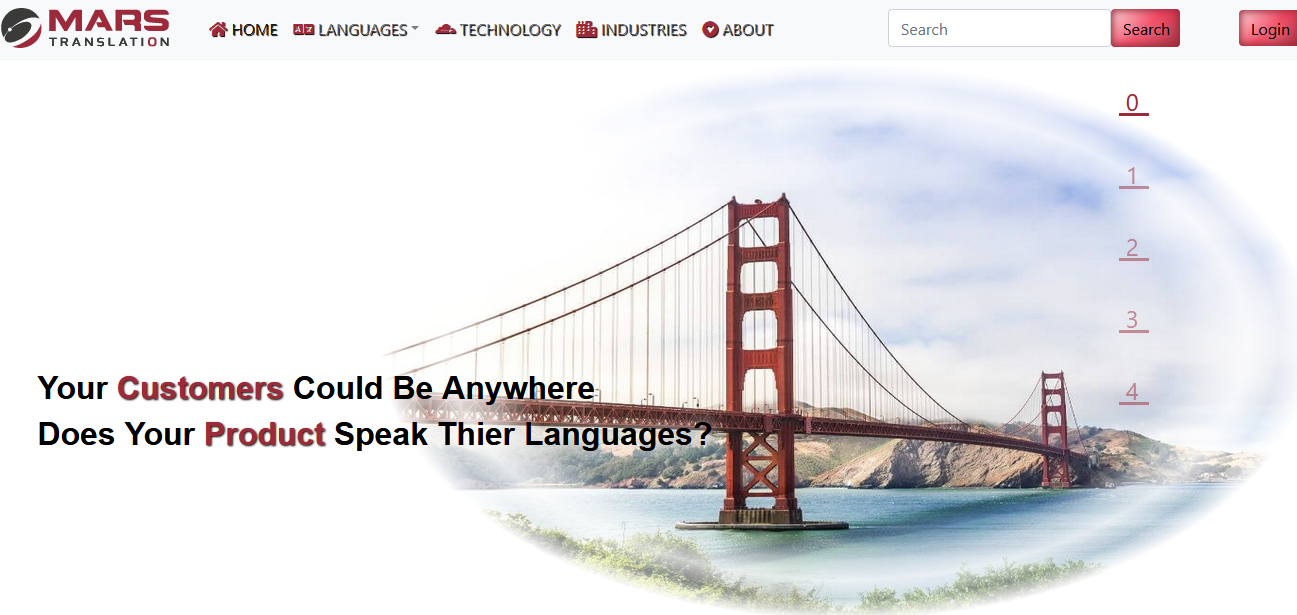 MARS
TRANSLATION
HOME
LANGUAGES
TECHNOLOGY
INDUSTRIES
ABOUT
Search
Search
Login
0
1
2
3
4
Your Customers Could Be Anywhere
Does Your Product Speak Thier Languages?